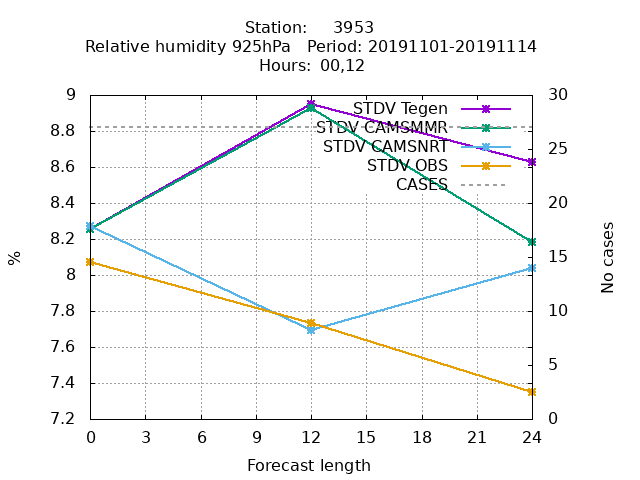 Station: 3953
Relative humidity 925hPa Period: 20191101-20191114
Hours: 00,12
9
8.8
8.6
8.4
8.2
8
7.8
7.6
7.4
7.2
%
STDV Tegen
STDV CAMSMMR
STDV CAMSNRT
STDV OBS
CASES
30
25
20
15
10
5
0
No cases
0 3 6 9 12 15 18 21 24
Forecast length